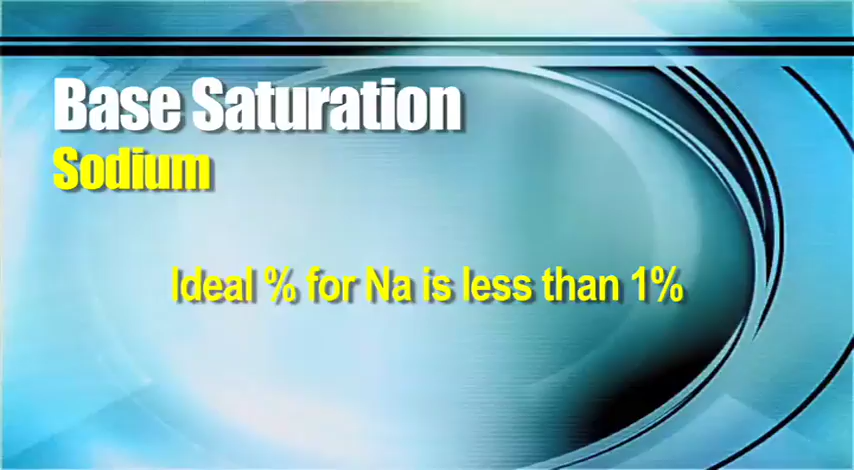 Base Saturation
Sodium
Ideal % for Na is less than 1%